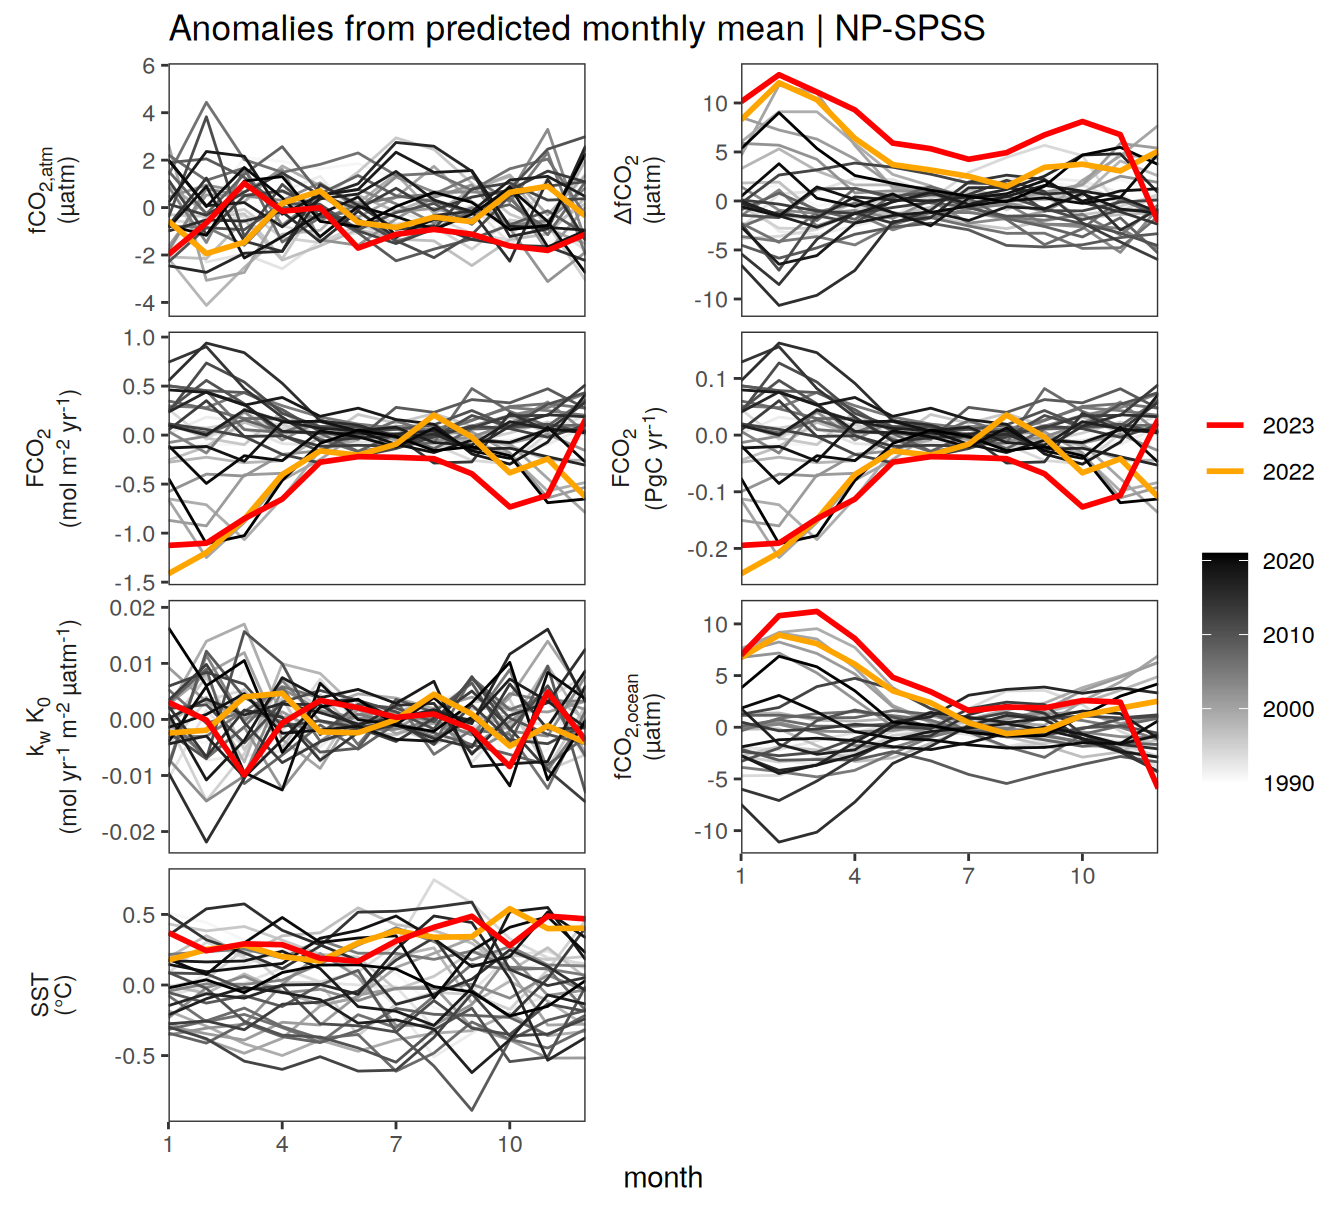 Anomalies from predicted monthly mean | NP-SPSS
fCO2,atm
(µatm)
6
4
2
0
-2
-4
ΔfCO2
(µatm)
10
5
0
-5
-10
FCO2
(mol m-2 yr-1)
1.0
0.5
0.0
-0.5
-1.0
-1.5
FCO2
(PgC yr-1)
0.1
0.0
-0.1
-0.2
kw K0
(mol yr-1 m-2 µatm-1)
0.02
0.01
0.00
-0.01
-0.02
fCO2,ocean
(µatm)
10
5
0
-5
-10
1 4 7 10
SST
(°C)
0.5
0.0
-0.5
1 4 7 10
month
2023
2022
2020
2010
2000
1990